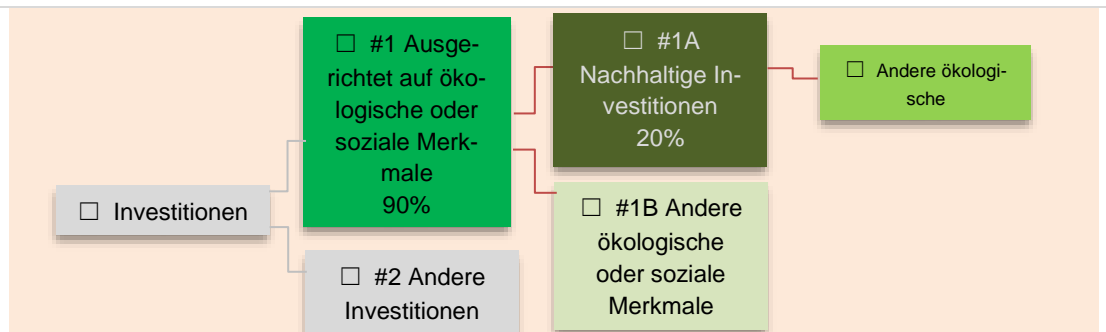 ☐ Investitionen
☐ #1 Ausge-
richtet auf öko-
logische oder
soziale Merk-
male
90%
☐ #2 Andere
Investitionen
☐ #1A
Nachhaltige In-
vestitionen
20%
☐ #1B Andere
ökologische
oder soziale
Merkmale
☐ Andere ökologi-
sche